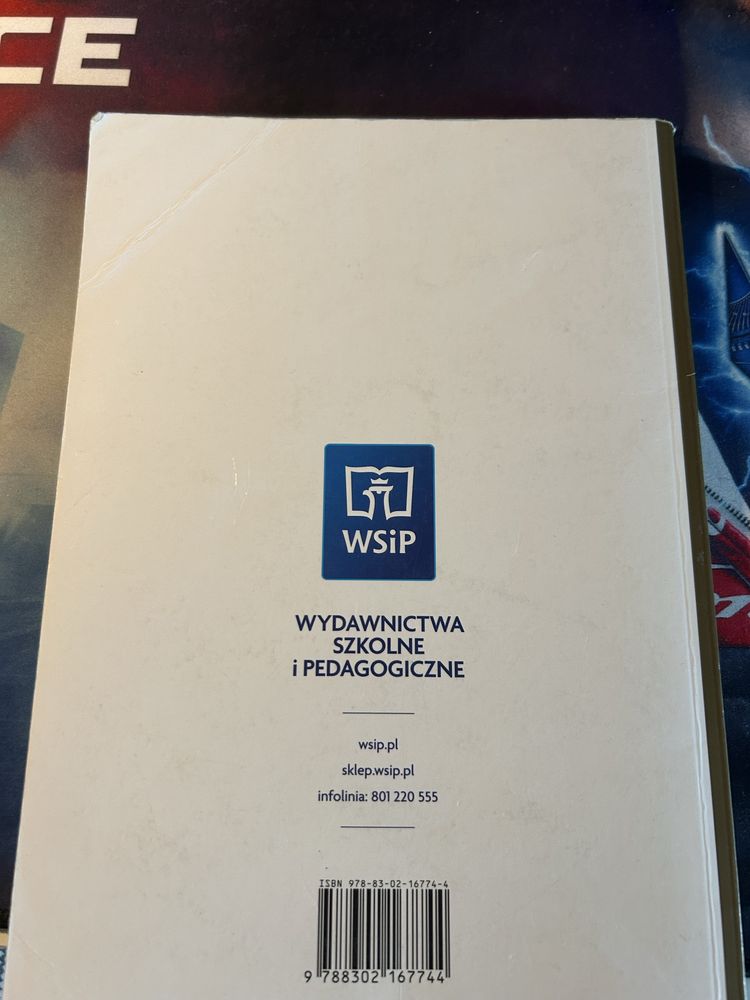 CE
WSiP
WYDAWNICTWA
SZKOLNE
i PEDAGOGICZNE
wsip.pl
sklep.wsip.pl
infolinia: 801 220 555
ISBN 978-83-02-16774-4
9 788302 167744